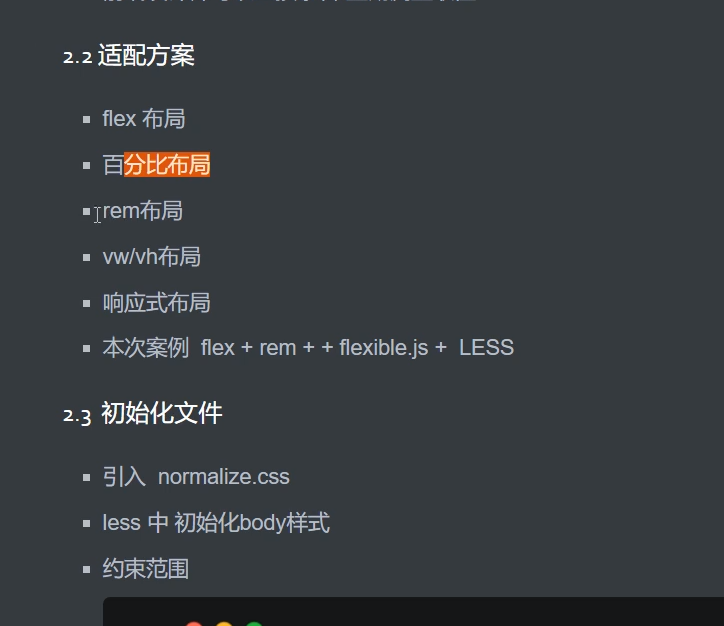 2.2 适配方案
flex 布局
百分比布局
rem布局
vw/vh布局
响应式布局
本次案例 flex + rem + + flexible.js + LESS
2.3 初始化文件
引入 normalize.css
less 中 初始化body样式
约束范围